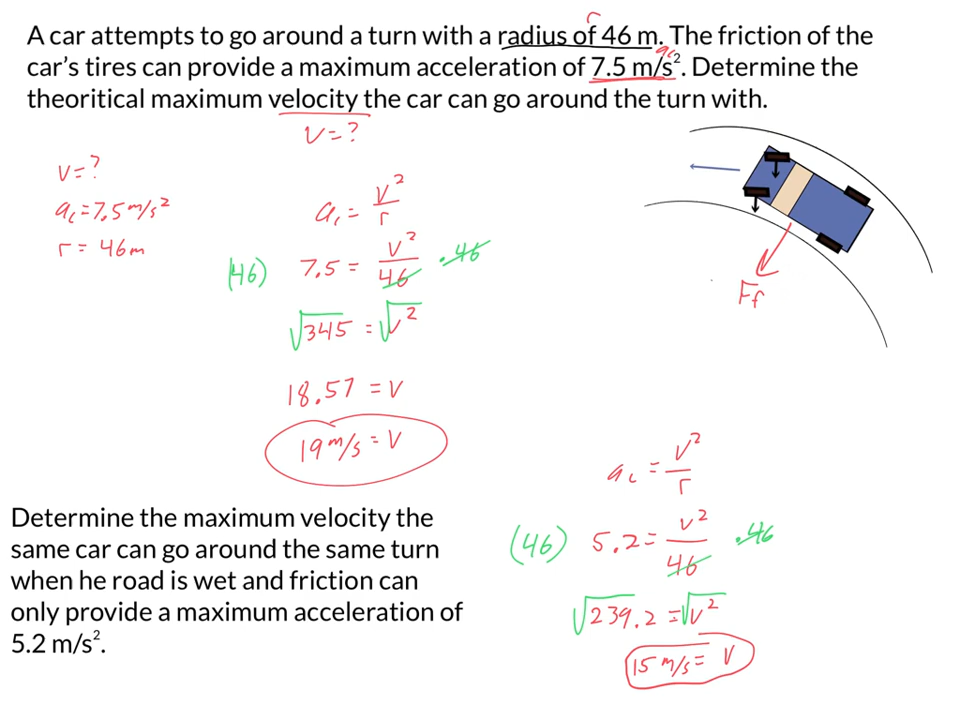 A car attempts to go around a turn with a radius of 46 m. The friction of the
r
car's tires can provide a maximum acceleration of 7.5 m/s². Determine the
ac
theoritical maximum velocity the car can go around the turn with.
v=?
v=?
ac=7.5m/s²
r = 46m
ac = v²/r
(46) 7.5 = v²/46 .46
√345 = √v²
18.57 = v
19 m/s = v
Ff
Determine the maximum velocity the
same car can go around the same turn
when he road is wet and friction can
only provide a maximum acceleration of
5.2 m/s².
ac = v²/r
(46) 5.2 = v²/46 .46
√239.2 = √v²
15 m/s = v